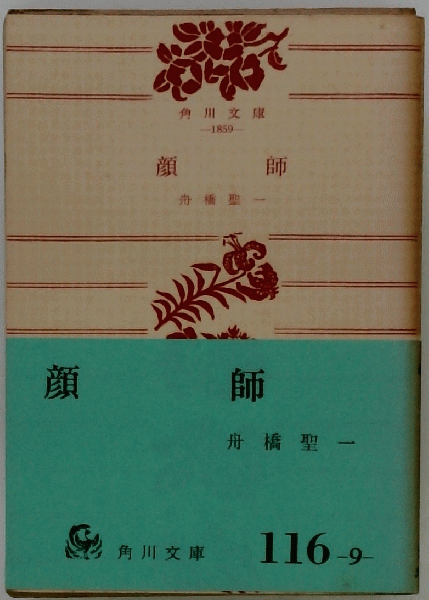 角川文庫
—1859—
顔師
舟橋聖一
顔師
舟橋聖一
角川文庫 116-9-